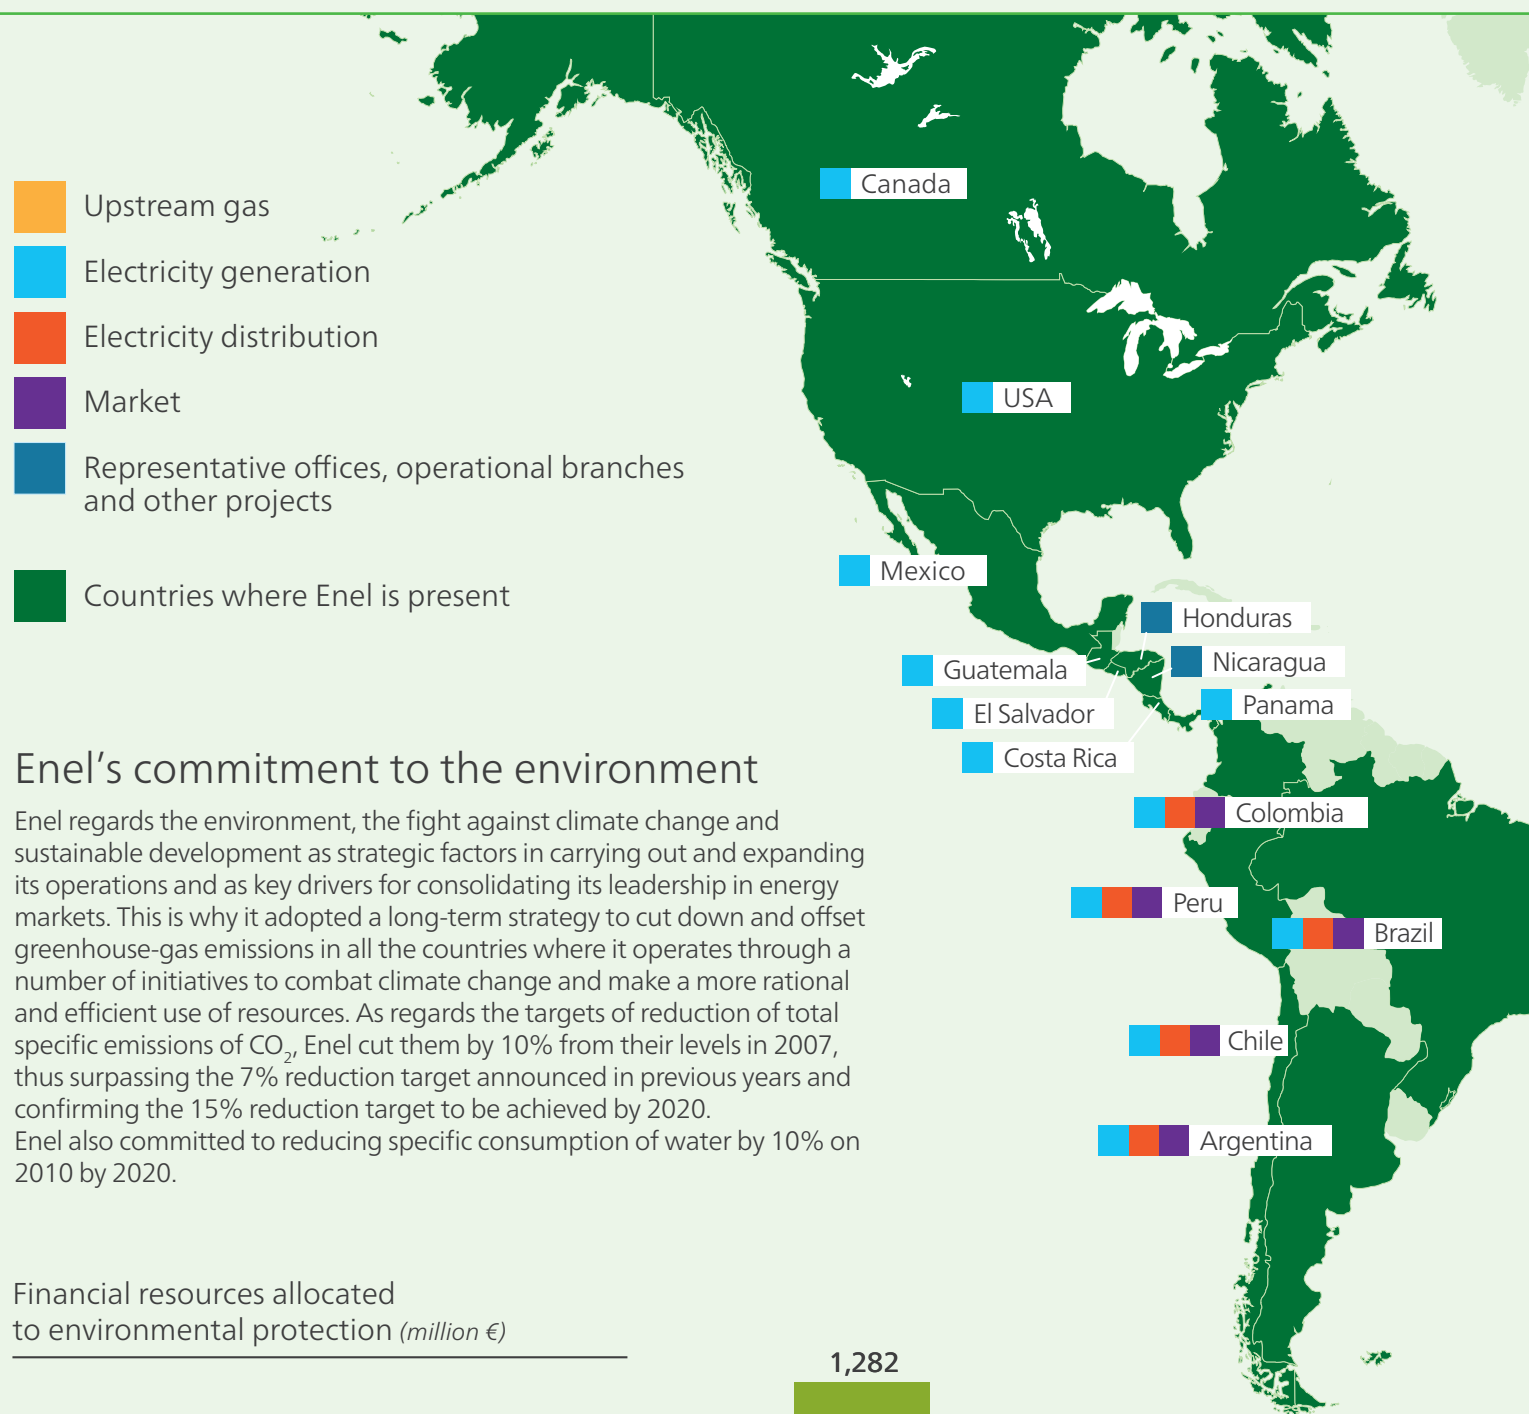 Canada
Upstream gas
Electricity generation
Electricity distribution
USA
Market
Representative offices, operational branches
and other projects
Mexico
Countries where Enel is present
Honduras
Nicaragua
Guatemala
Panama
El Salvador
Costa Rica
Enel's commitment to the environment
Enel regards the environment, the fight against climate change and
sustainable development as strategic factors in carrying out and expanding
its operations and as key drivers for consolidating its leadership in energy
markets. This is why it adopted a long-term strategy to cut down and offset
greenhouse-gas emissions in all the countries where it operates through a
number of initiatives to combat climate change and make a more rational
and efficient use of resources. As regards the targets of reduction of total
specific emissions of CO₂, Enel cut them by 10% from their levels in 2007,
thus surpassing the 7% reduction target announced in previous years and
confirming the 15% reduction target to be achieved by 2020.
Enel also committed to reducing specific consumption of water by 10% on
2010 by 2020.
Colombia
Peru
Brazil
Chile
Argentina
Financial resources allocated
to environmental protection (million €)
1,282